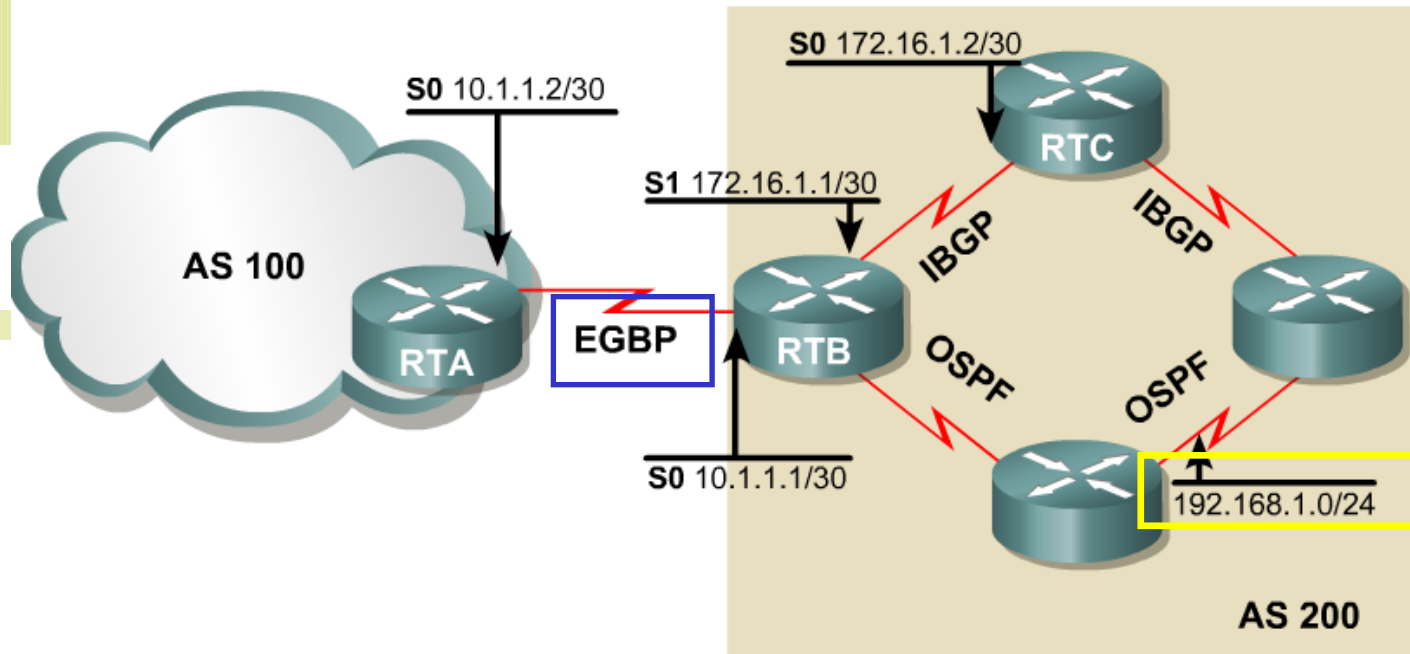 S0 172.16.1.2/30
S0 10.1.1.2/30
RTC
S1 172.16.1.1/30
IBGP
IBGP
AS 100
EGBP
RTA
RTB
OSPF
OSPF
S0 10.1.1.1/30
192.168.1.0/24
AS 200